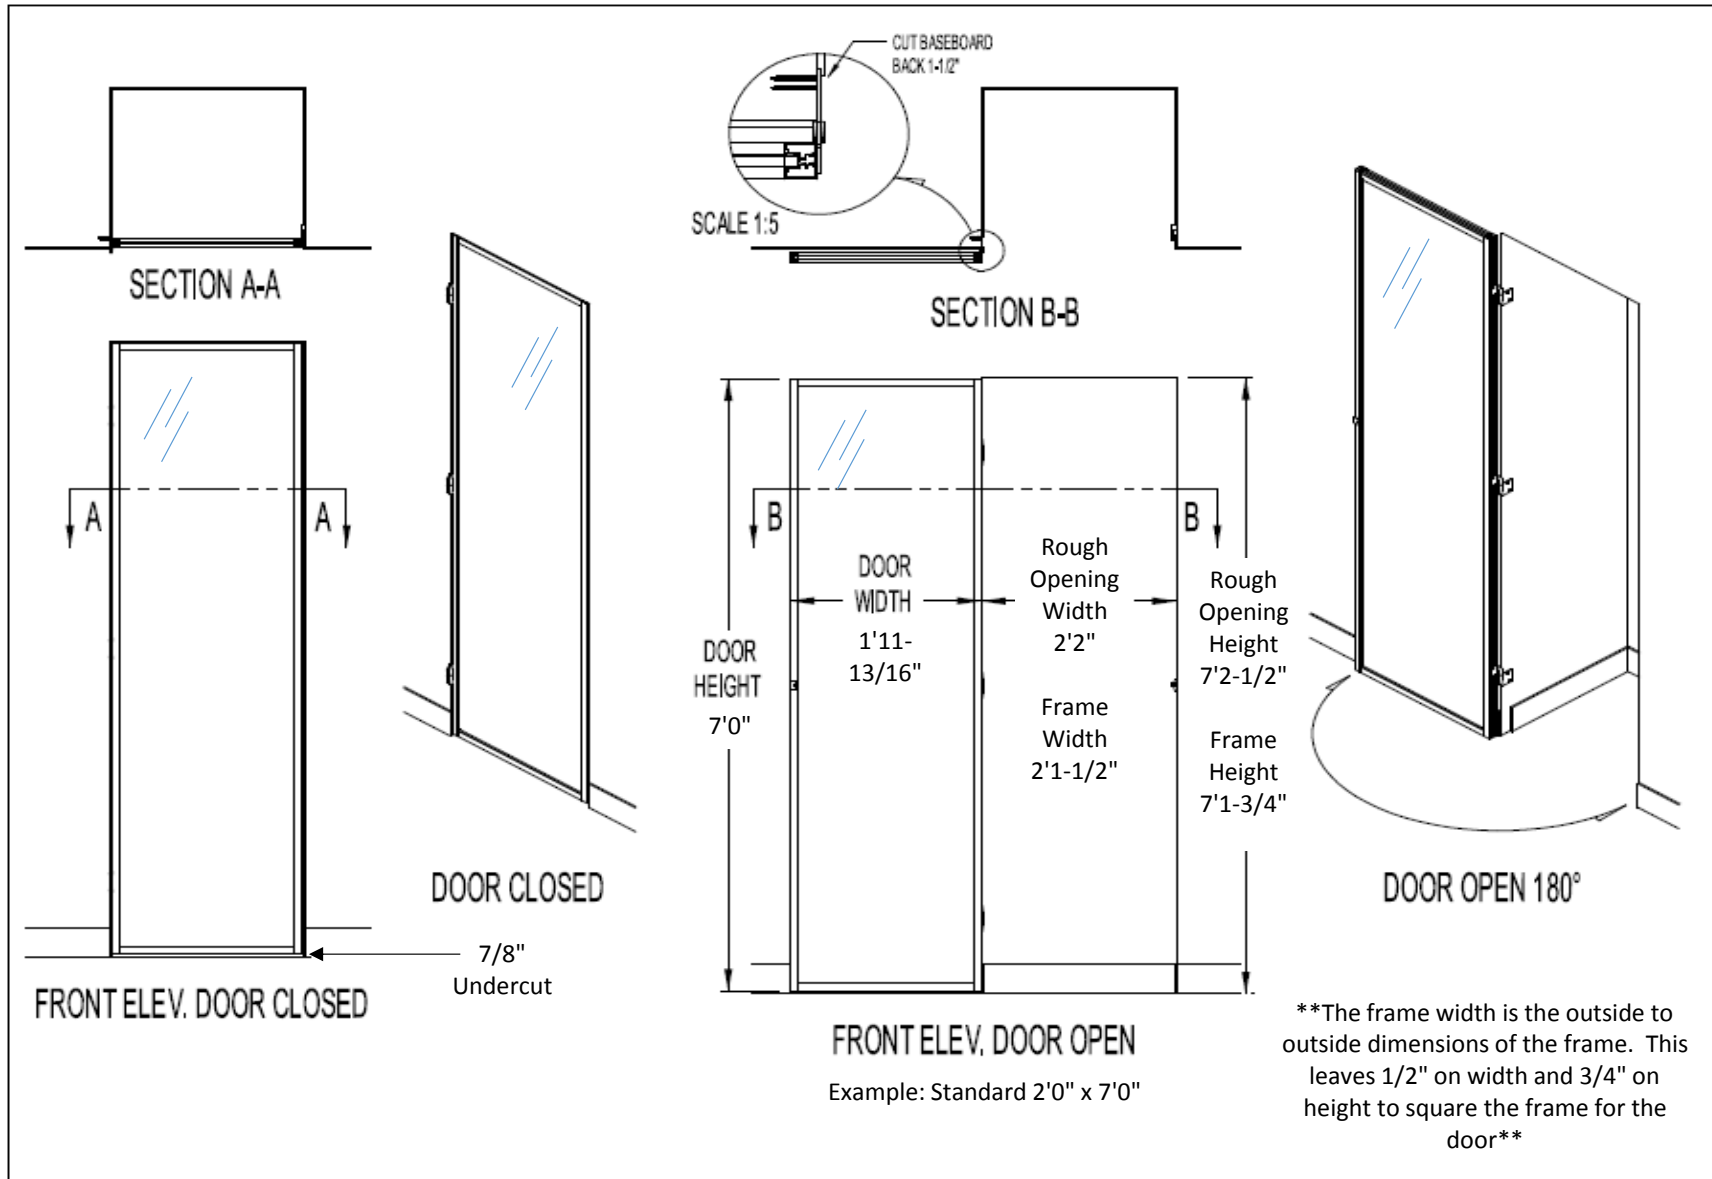 CUT BASEBOARD
BACK 1-1/2"
SCALE 1:5
SECTION A-A
SECTION B-B
A
A
B
B
DOOR
WIDTH
1'11-
13/16"
Rough
Opening
Width
2'2"
Frame
Width
2'1-1/2"
Rough
Opening
Height
7'2-1/2"
Frame
Height
7'1-3/4"
DOOR
HEIGHT
7'0"
DOOR CLOSED
DOOR OPEN 180°
7/8"
Undercut
FRONT ELEV. DOOR CLOSED
FRONT ELEV. DOOR OPEN
Example: Standard 2'0" x 7'0"
**The frame width is the outside to
outside dimensions of the frame.  This
leaves 1/2" on width and 3/4" on
height to square the frame for the
door**